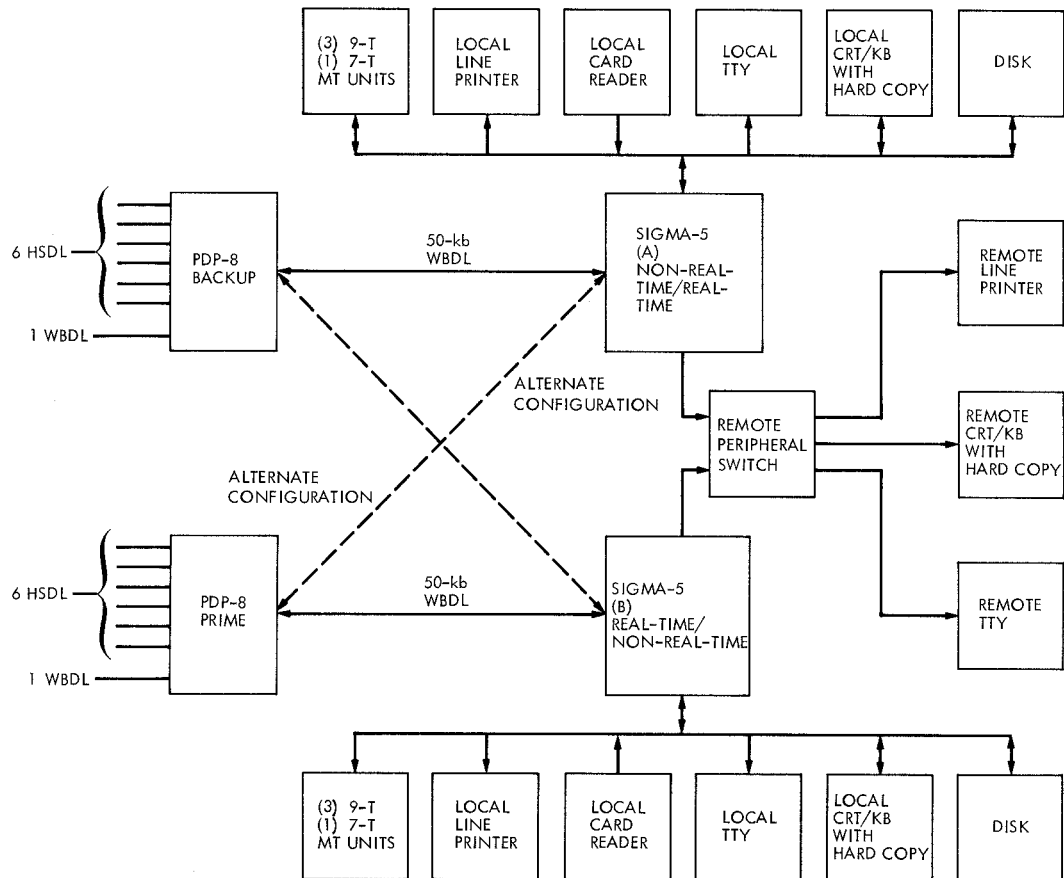 (3) 9-T
(1) 7-T
MT UNITS
LOCAL
LINE
PRINTER
LOCAL
CARD
READER
LOCAL
TTY
LOCAL
CRT/KB
WITH
HARD COPY
DISK
6 HSDL
1 WBDL
PDP-8
BACKUP
50-kb
WBDL
SIGMA-5
(A)
NON-REAL-
TIME/REAL-
TIME
REMOTE
LINE
PRINTER
ALTERNATE
CONFIGURATION
REMOTE
PERIPHERAL
SWITCH
REMOTE
CRT/KB
WITH
HARD COPY
ALTERNATE
CONFIGURATION
6 HSDL
1 WBDL
PDP-8
PRIME
50-kb
WBDL
SIGMA-5
(B)
REAL-TIME/
NON-REAL-TIME
REMOTE
TTY
(3) 9-T
(1) 7-T
MT UNITS
LOCAL
LINE
PRINTER
LOCAL
CARD
READER
LOCAL
TTY
LOCAL
CRT/KB
WITH
HARD COPY
DISK